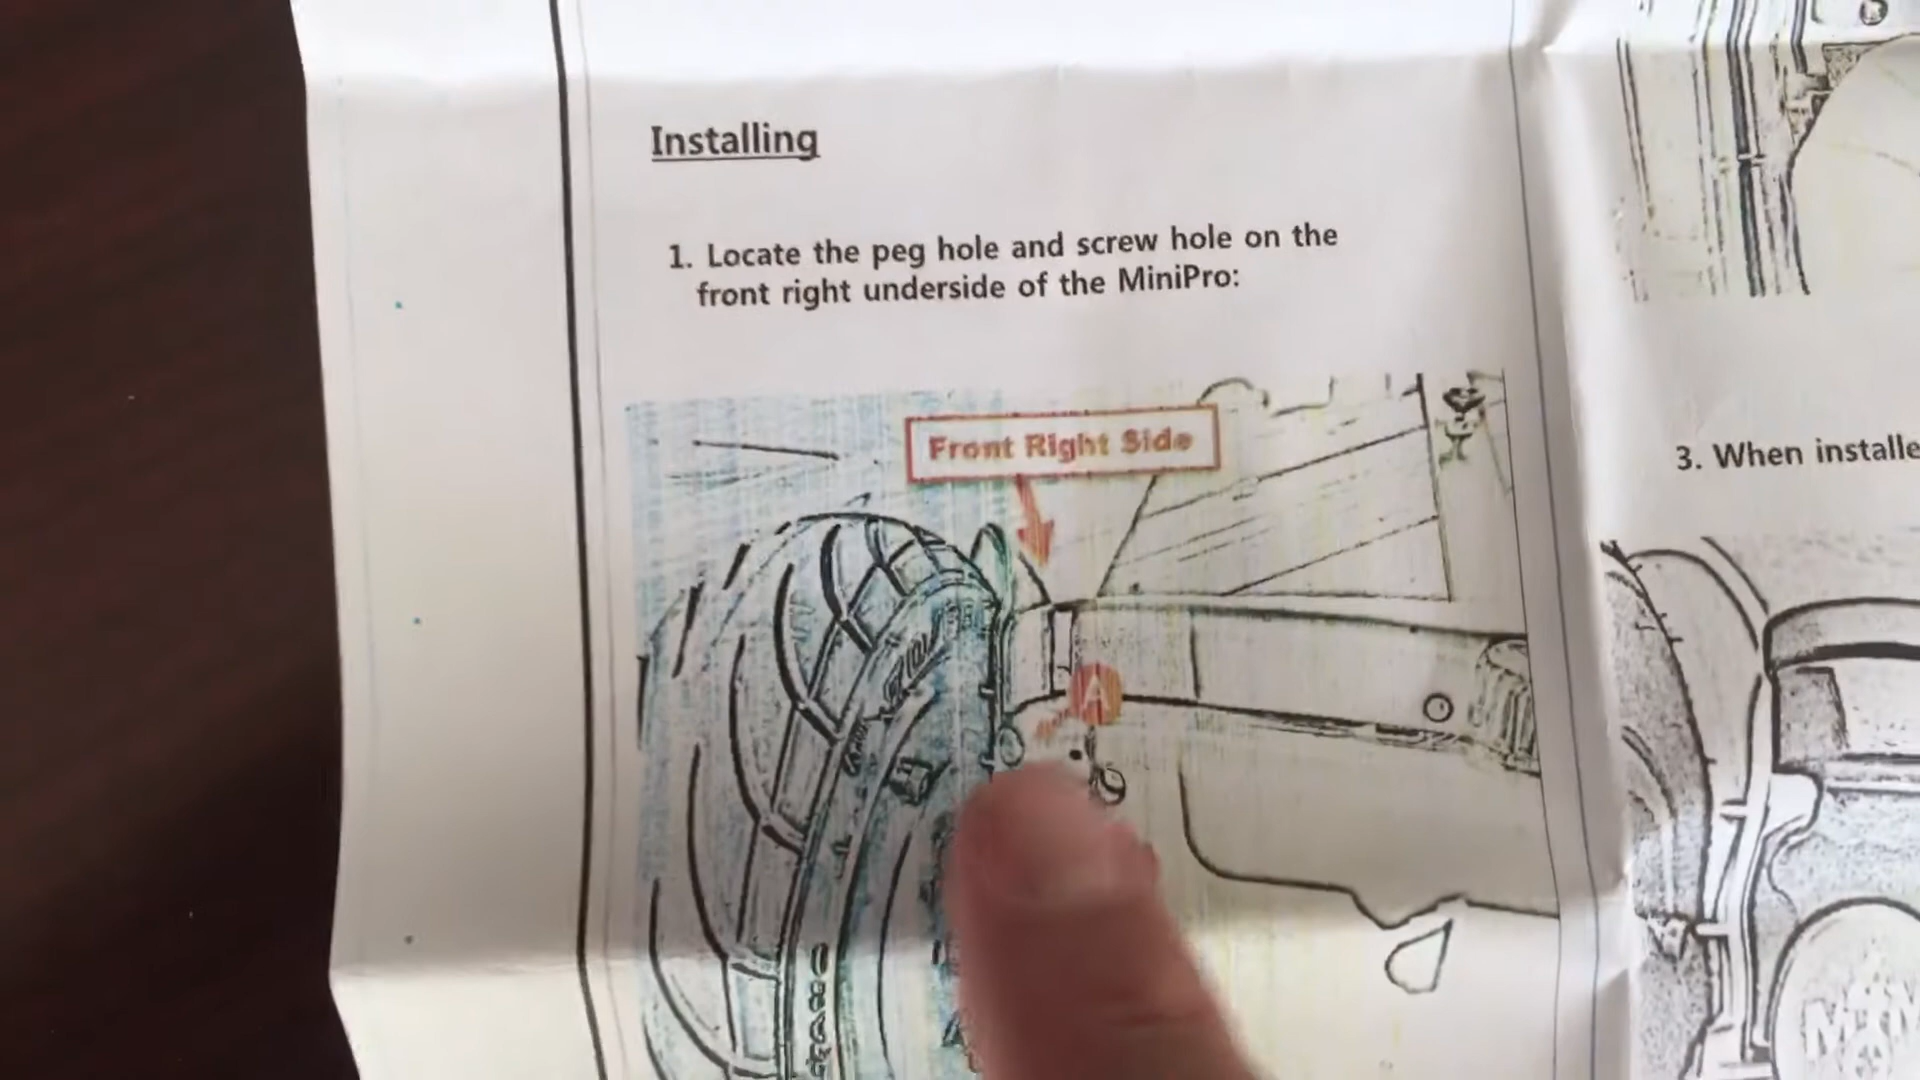 Installing
1. Locate the peg hole and screw hole on the
front right underside of the MiniPro:
Front Right Side
A
3. When installe